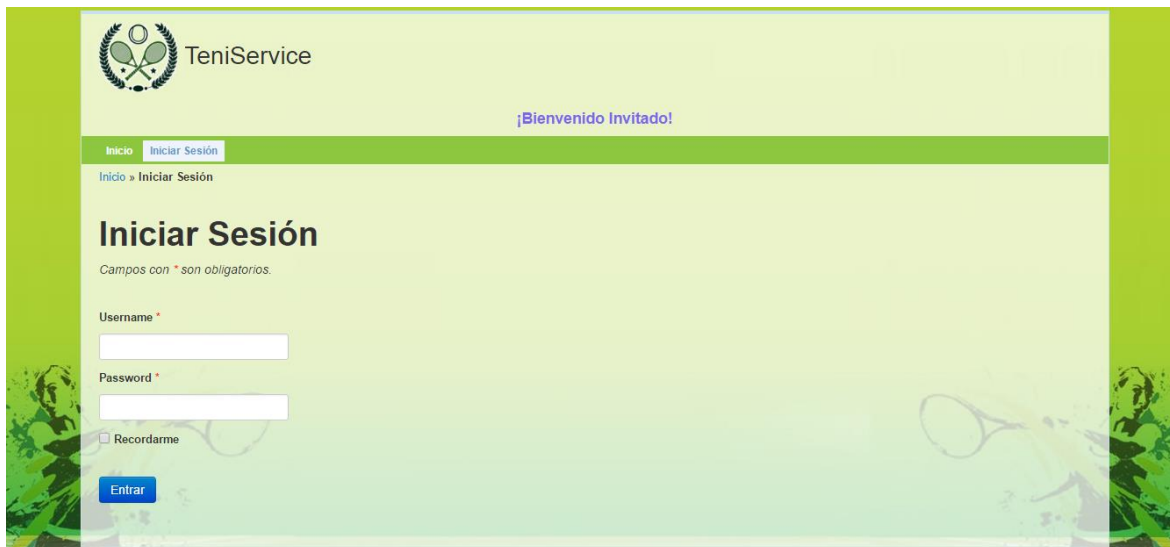 TeniService
¡Bienvenido Invitado!
Inicio Iniciar Sesión
Inicio » Iniciar Sesión
Iniciar Sesión
Campos con * son obligatorios.
Username *
Password *
Recordarme
Entrar